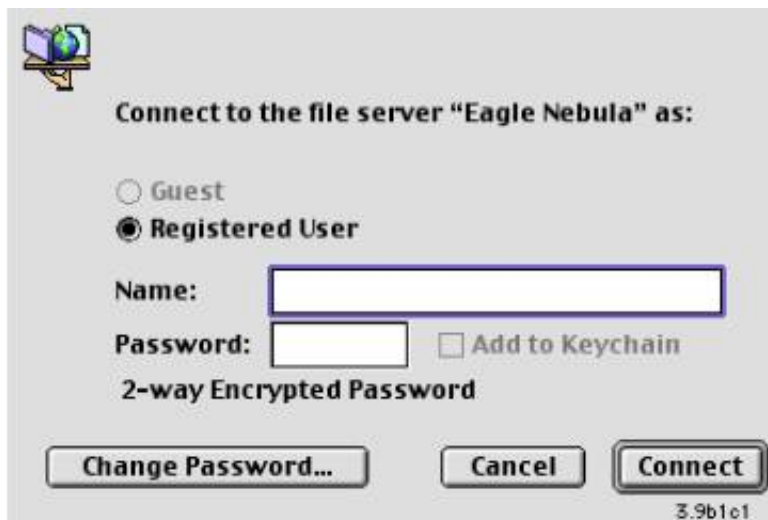 Connect to the file server “Eagle Nebula” as:
Guest
Registered User
Name:
Password: Add to Keychain
2-way Encrypted Password
Change Password... Cancel Connect
3.9b1c1